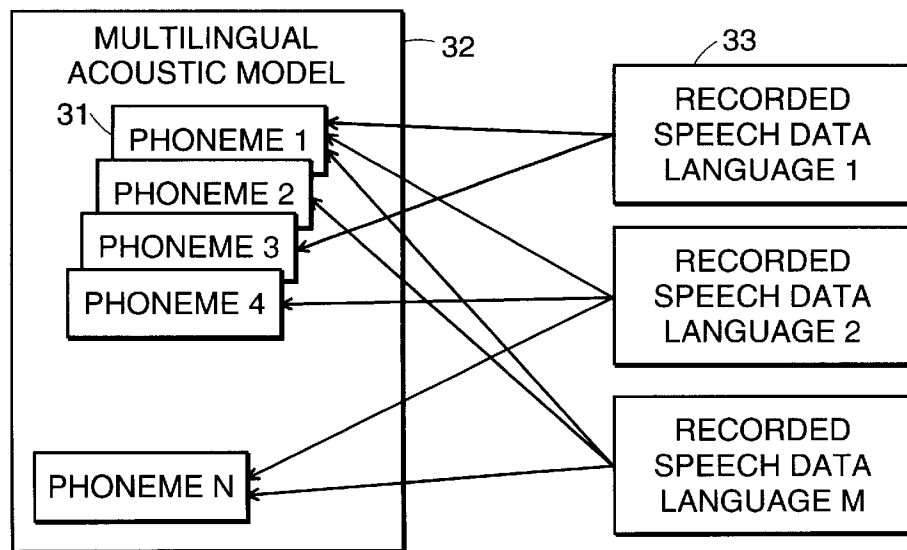 MULTILINGUAL
ACOUSTIC MODEL
32
31
PHONEME 1
PHONEME 2
PHONEME 3
PHONEME 4
PHONEME N
33
RECORDED
SPEECH DATA
LANGUAGE 1
RECORDED
SPEECH DATA
LANGUAGE 2
RECORDED
SPEECH DATA
LANGUAGE M